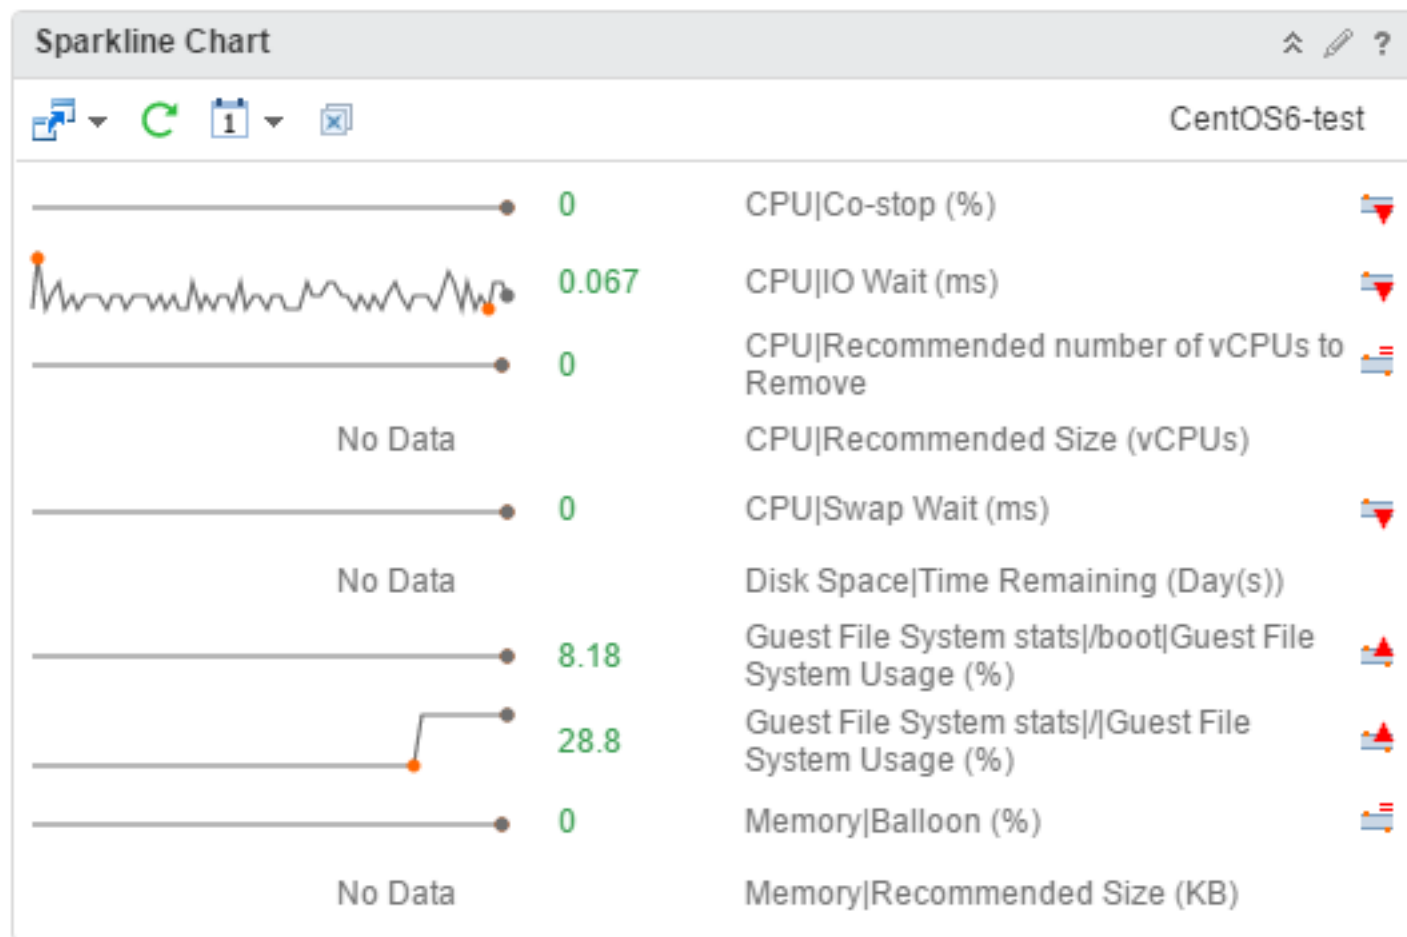 Sparkline Chart
?
1
CentOS6-test
0 CPU|Co-stop (%)
0.067 CPU|IO Wait (ms)
0 CPU|Recommended number of vCPUs to
Remove
No Data CPU|Recommended Size (vCPUs)
0 CPU|Swap Wait (ms)
No Data Disk Space|Time Remaining (Day(s))
8.18 Guest File System stats|/boot|Guest File
System Usage (%)
28.8 Guest File System stats|/|Guest File
System Usage (%)
0 Memory|Balloon (%)
No Data Memory|Recommended Size (KB)